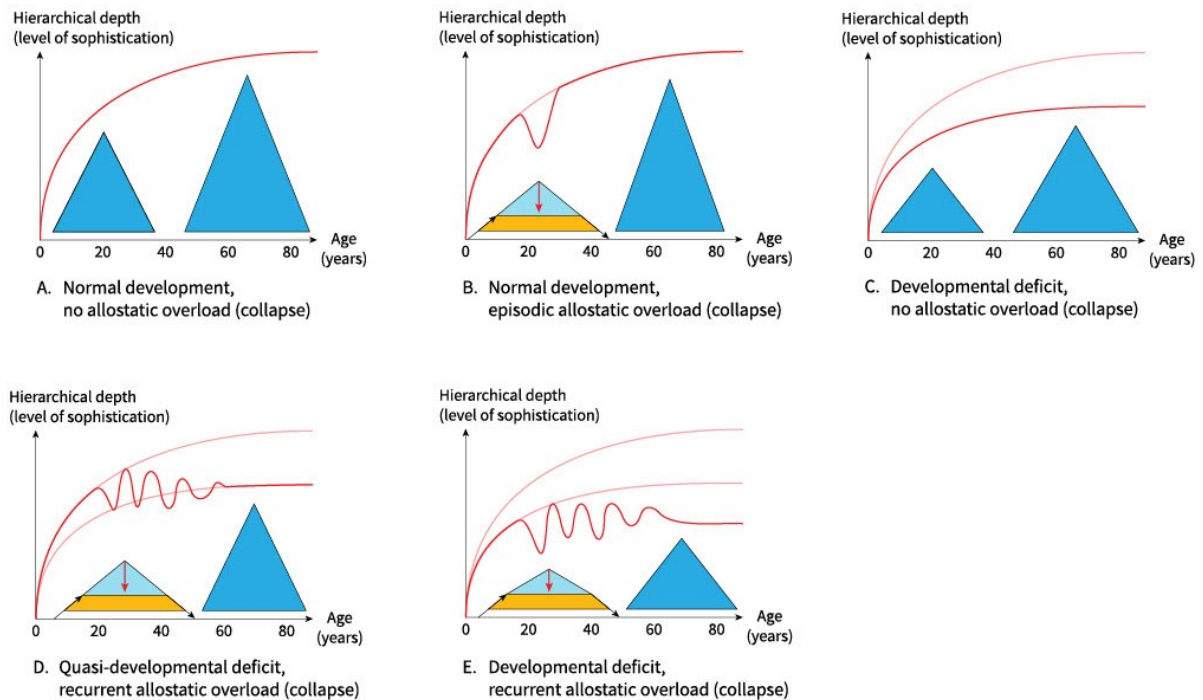 Hierarchical depth
(level of sophistication)
0 20 40 60 80
Age
(years)
A. Normal development,
no allostatic overload (collapse)
Hierarchical depth
(level of sophistication)
0 20 40 60 80
Age
(years)
B. Normal development,
episodic allostatic overload (collapse)
Hierarchical depth
(level of sophistication)
0 20 40 60 80
Age
(years)
C. Developmental deficit,
no allostatic overload (collapse)
Hierarchical depth
(level of sophistication)
0 20 40 60 80
Age
(years)
D. Quasi-developmental deficit,
recurrent allostatic overload (collapse)
Hierarchical depth
(level of sophistication)
0 20 40 60 80
Age
(years)
E. Developmental deficit,
recurrent allostatic overload (collapse)